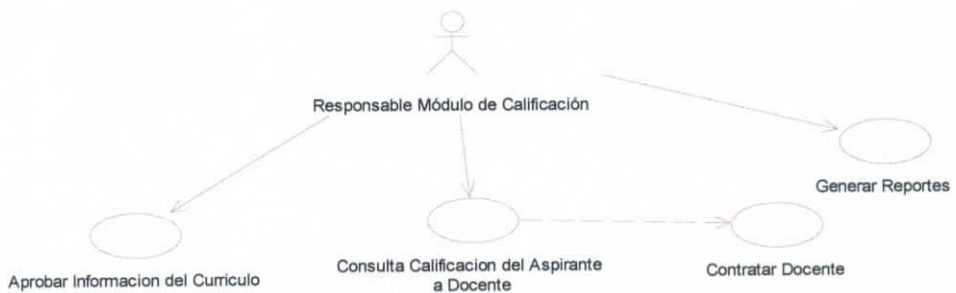 Responsable Módulo de Calificación
Generar Reportes
Aprobar Informacion del Curriculo
Consulta Calificacion del Aspirante
a Docente
Contratar Docente